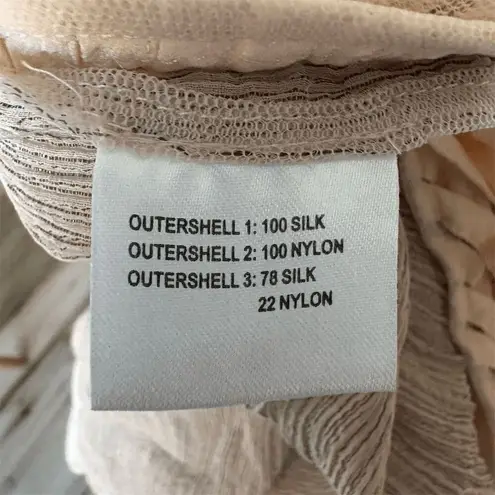 OUTERSHELL 1: 100 SILK
OUTERSHELL 2: 100 NYLON
OUTERSHELL 3: 78 SILK
22 NYLON